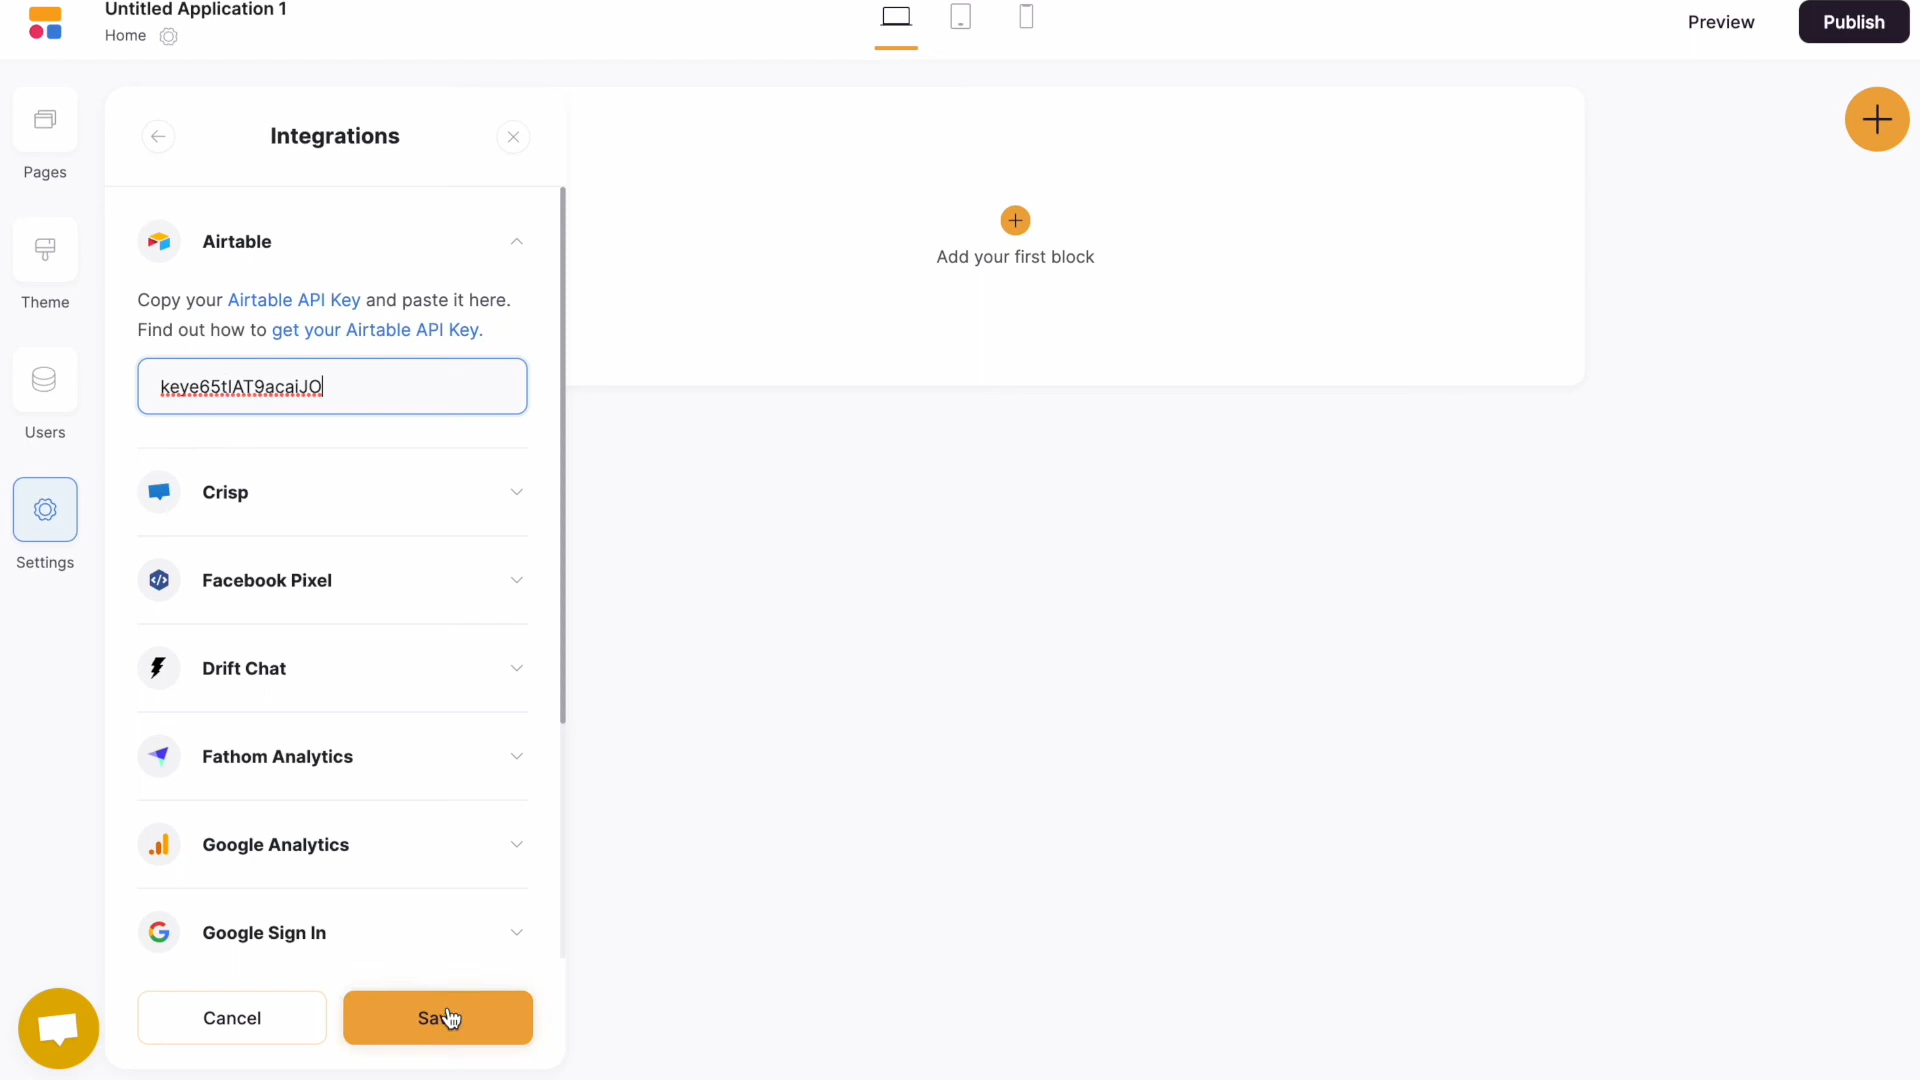 Untitled Application 1
Home
Preview
Publish
Pages
Theme
Users
Settings
Integrations
Airtable
Copy your Airtable API Key and paste it here.
Find out how to get your Airtable API Key.
Crisp
Facebook Pixel
Drift Chat
Fathom Analytics
Google Analytics
Google Sign In
Cancel
Add your first block